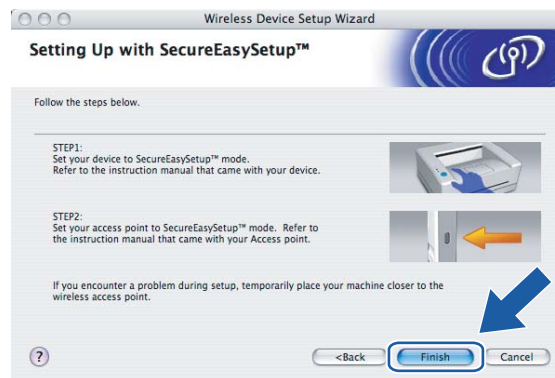 Wireless Device Setup Wizard
Setting Up with SecureEasySetup™
Follow the steps below.
STEP1:
Set your device to SecureEasySetup™ mode.
Refer to the instruction manual that came with your device.
STEP2:
Set your access point to SecureEasySetup™ mode. Refer to
the instruction manual that came with your Access point.
If you encounter a problem during setup, temporarily place your machine closer to the
wireless access point.
? <Back Finish Cancel